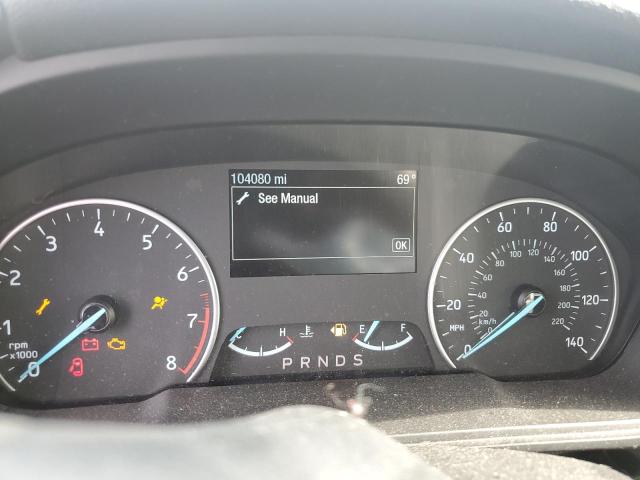 104080 mi 69°
See Manual
OK
1 2 3 4 5 6 7 8
rpm
x1000
0
C H E F
P R N D S
0 20 40 60 80 100 120 140
MPH
0 20 40 60 80 100 120 140 160 180 200 220
km/h